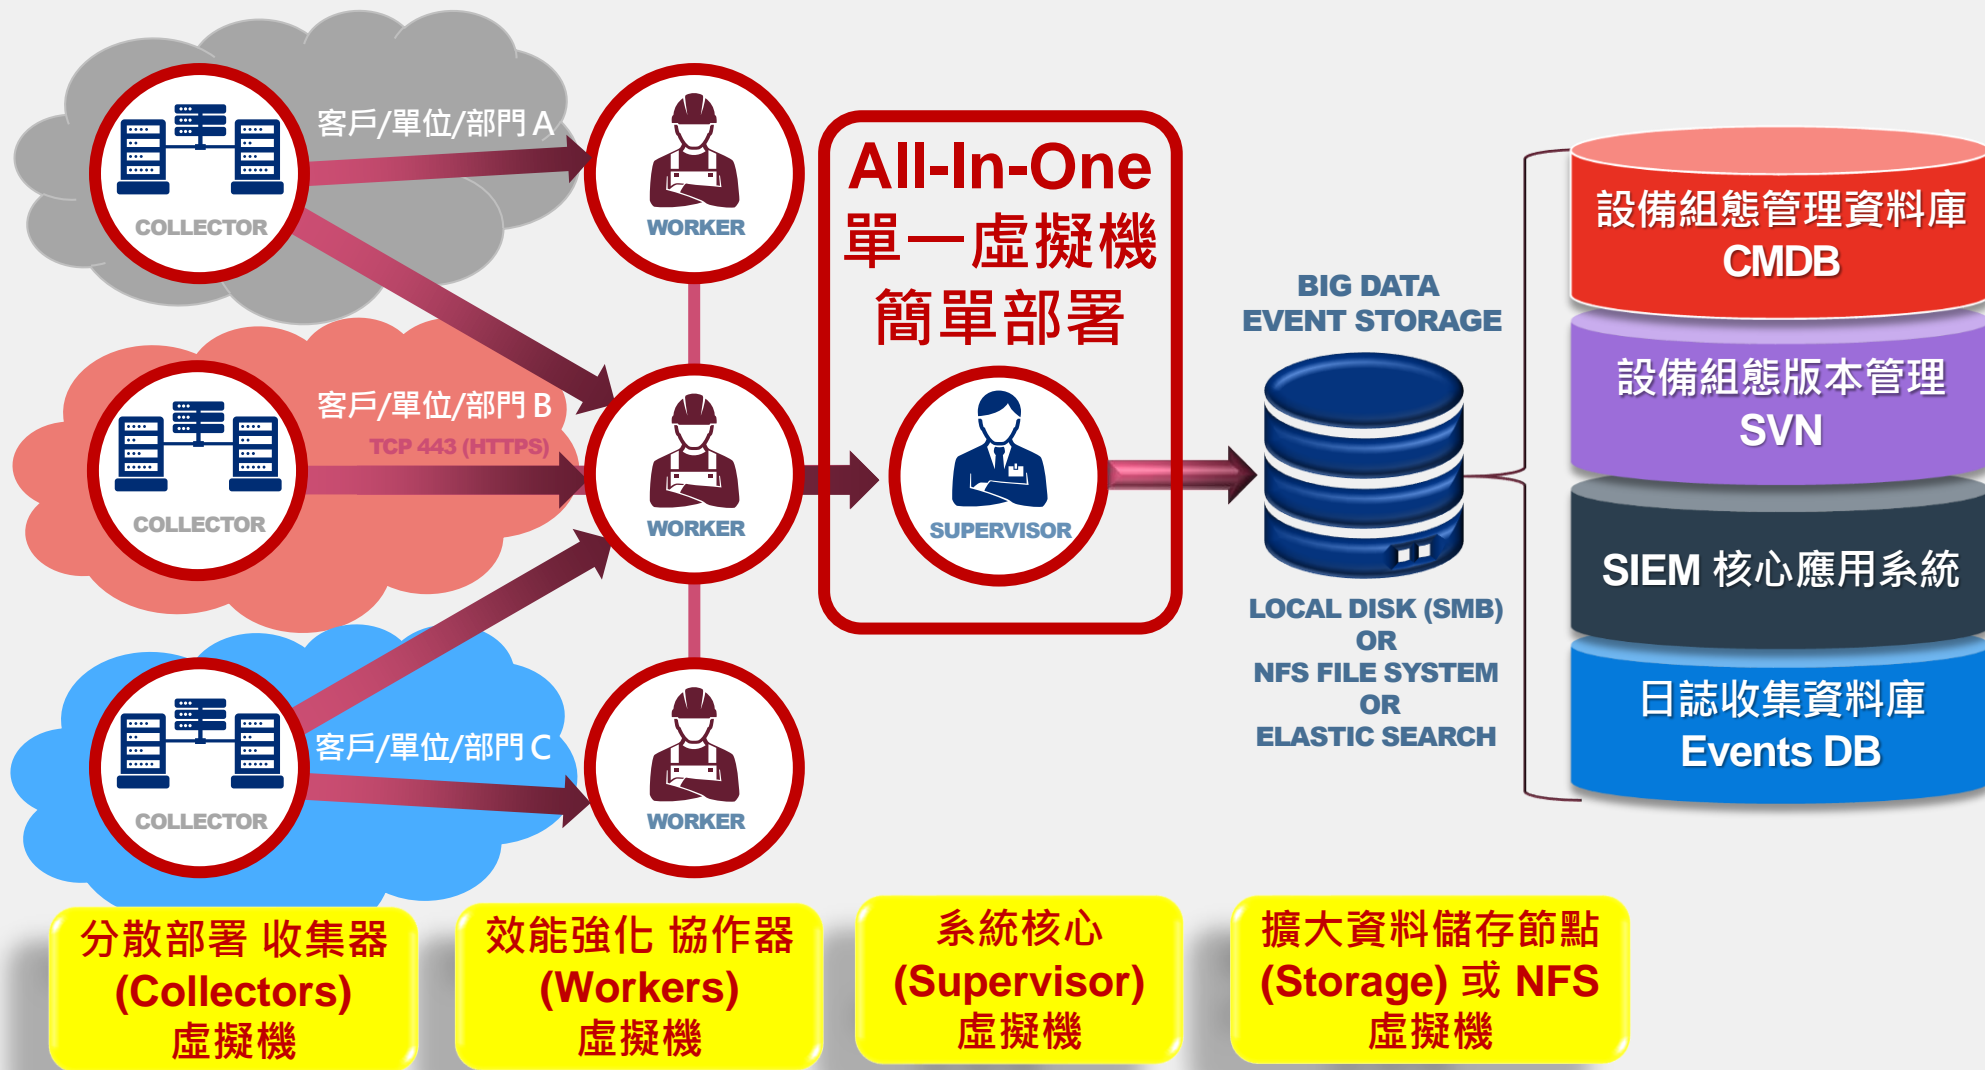 客戶/單位/部門 A
COLLECTOR
WORKER
客戶/單位/部門 B
TCP 443 (HTTPS)
COLLECTOR
WORKER
客戶/單位/部門 C
COLLECTOR
WORKER
All-In-One
單一虛擬機
簡單部署
SUPERVISOR
BIG DATA
EVENT STORAGE
LOCAL DISK (SMB)
OR
NFS FILE SYSTEM
OR
ELASTIC SEARCH
設備組態管理資料庫
CMDB
設備組態版本管理
SVN
SIEM 核心應用系統
日誌收集資料庫
Events DB
分散部署 收集器
(Collectors)
虛擬機
效能強化 協作器
(Workers)
虛擬機
系統核心
(Supervisor)
虛擬機
擴大資料儲存節點
(Storage) 或 NFS
虛擬機